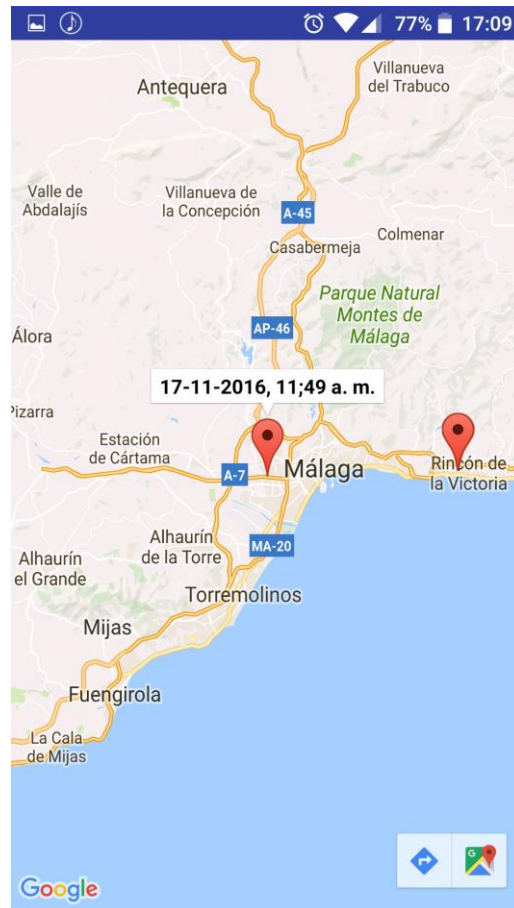 77% 17:09
Villanueva
del Trabuco
Antequera
Valle de
Abdalajís
Villanueva de
la Concepción
A-45
Colmenar
Casabermeja
Parque Natural
Montes de
Málaga
AP-46
Álora
17-11-2016, 11;49 a. m.
Pizarra
Estación
de Cártama
Málaga
Rincón de
la Victoria
A-7
Alhaurín
de la Torre
MA-20
Alhaurín
el Grande
Torremolinos
Mijas
Fuengirola
La Cala
de Mijas
G
Google